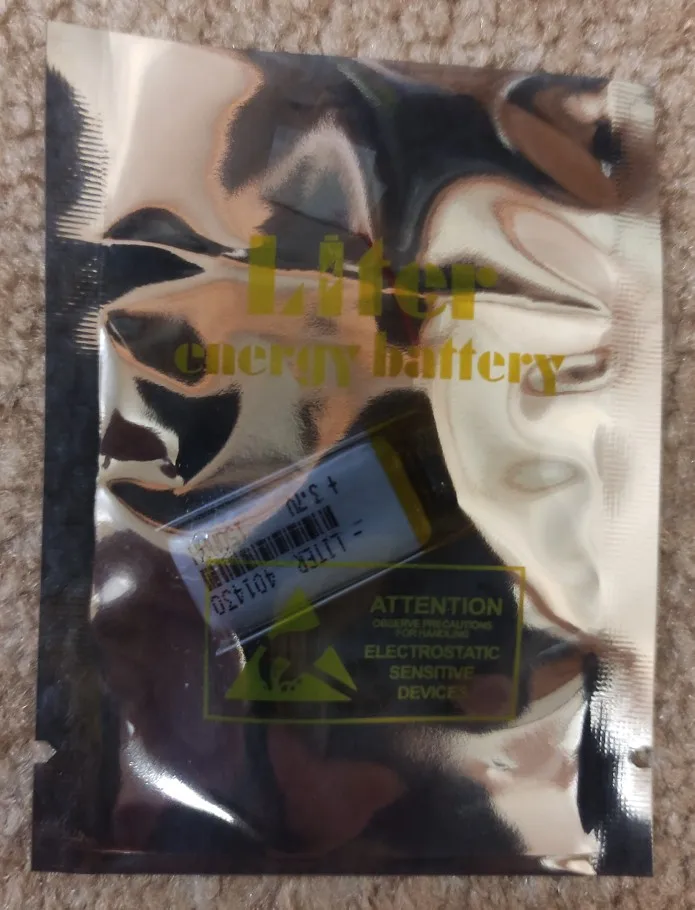 Liter
energy battery
+ 3.7V
- LITER 401430
ATTENTION
OBSERVE PRECAUTIONS
FOR HANDLING
ELECTROSTATIC
SENSITIVE
DEVICES